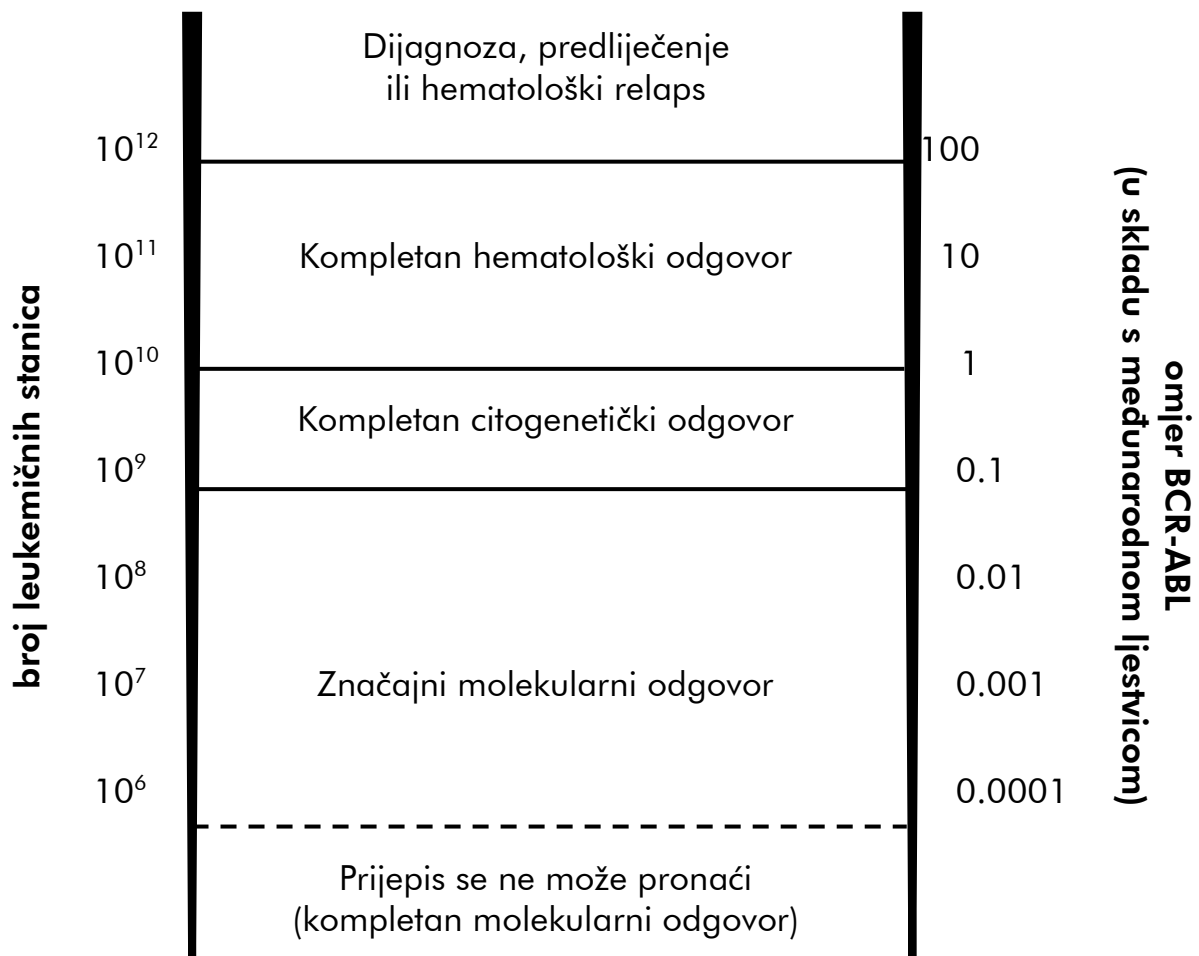 Dijagnoza, predliječenje
ili hematološki relaps
10¹² 100
10¹¹ Kompletan hematološki odgovor 10
10¹⁰ 1
Kompletan citogenetički odgovor
10⁹ 0.1
10⁸ 0.01
10⁷ Značajni molekularni odgovor 0.001
10⁶ 0.0001
Prijepis se ne može pronaći
(kompletan molekularni odgovor)
broj leukemičnih stanica
omjer BCR-ABL
(u skladu s međunarodnom ljestvicom)